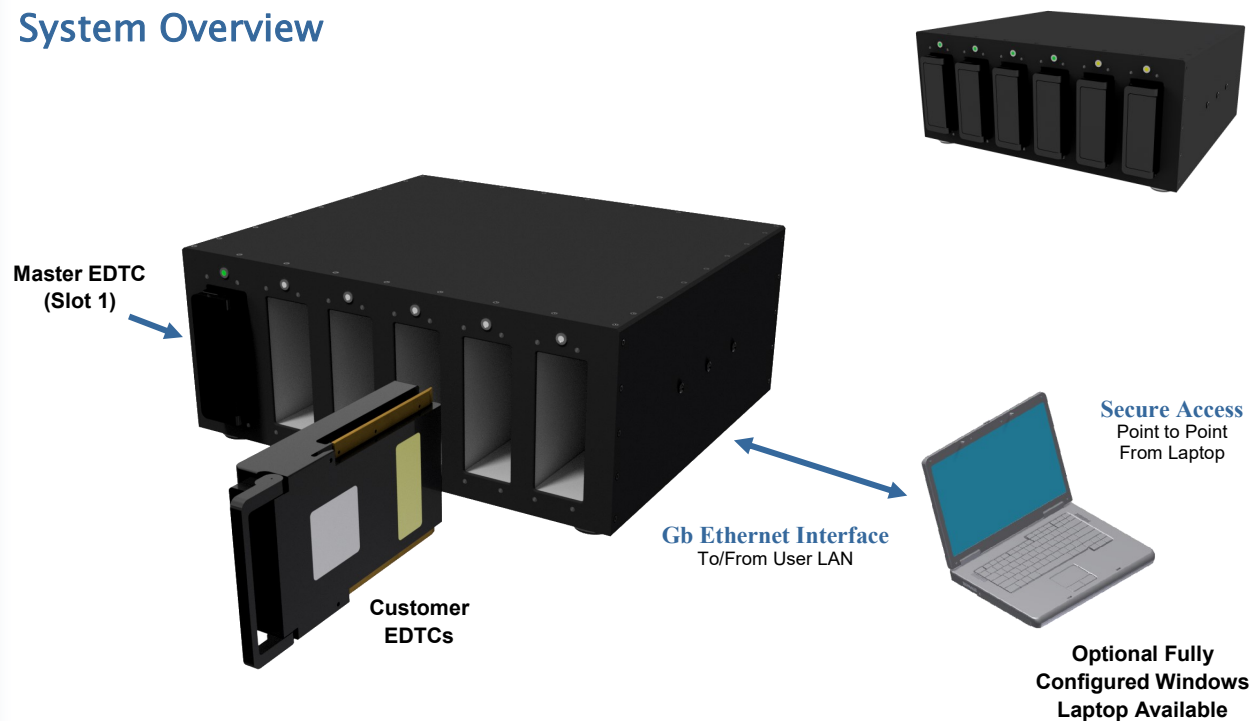 System Overview
Master EDTC
(Slot 1)
Customer
EDTCs
Gb Ethernet Interface
To/From User LAN
Secure Access
Point to Point
From Laptop
Optional Fully
Configured Windows
Laptop Available